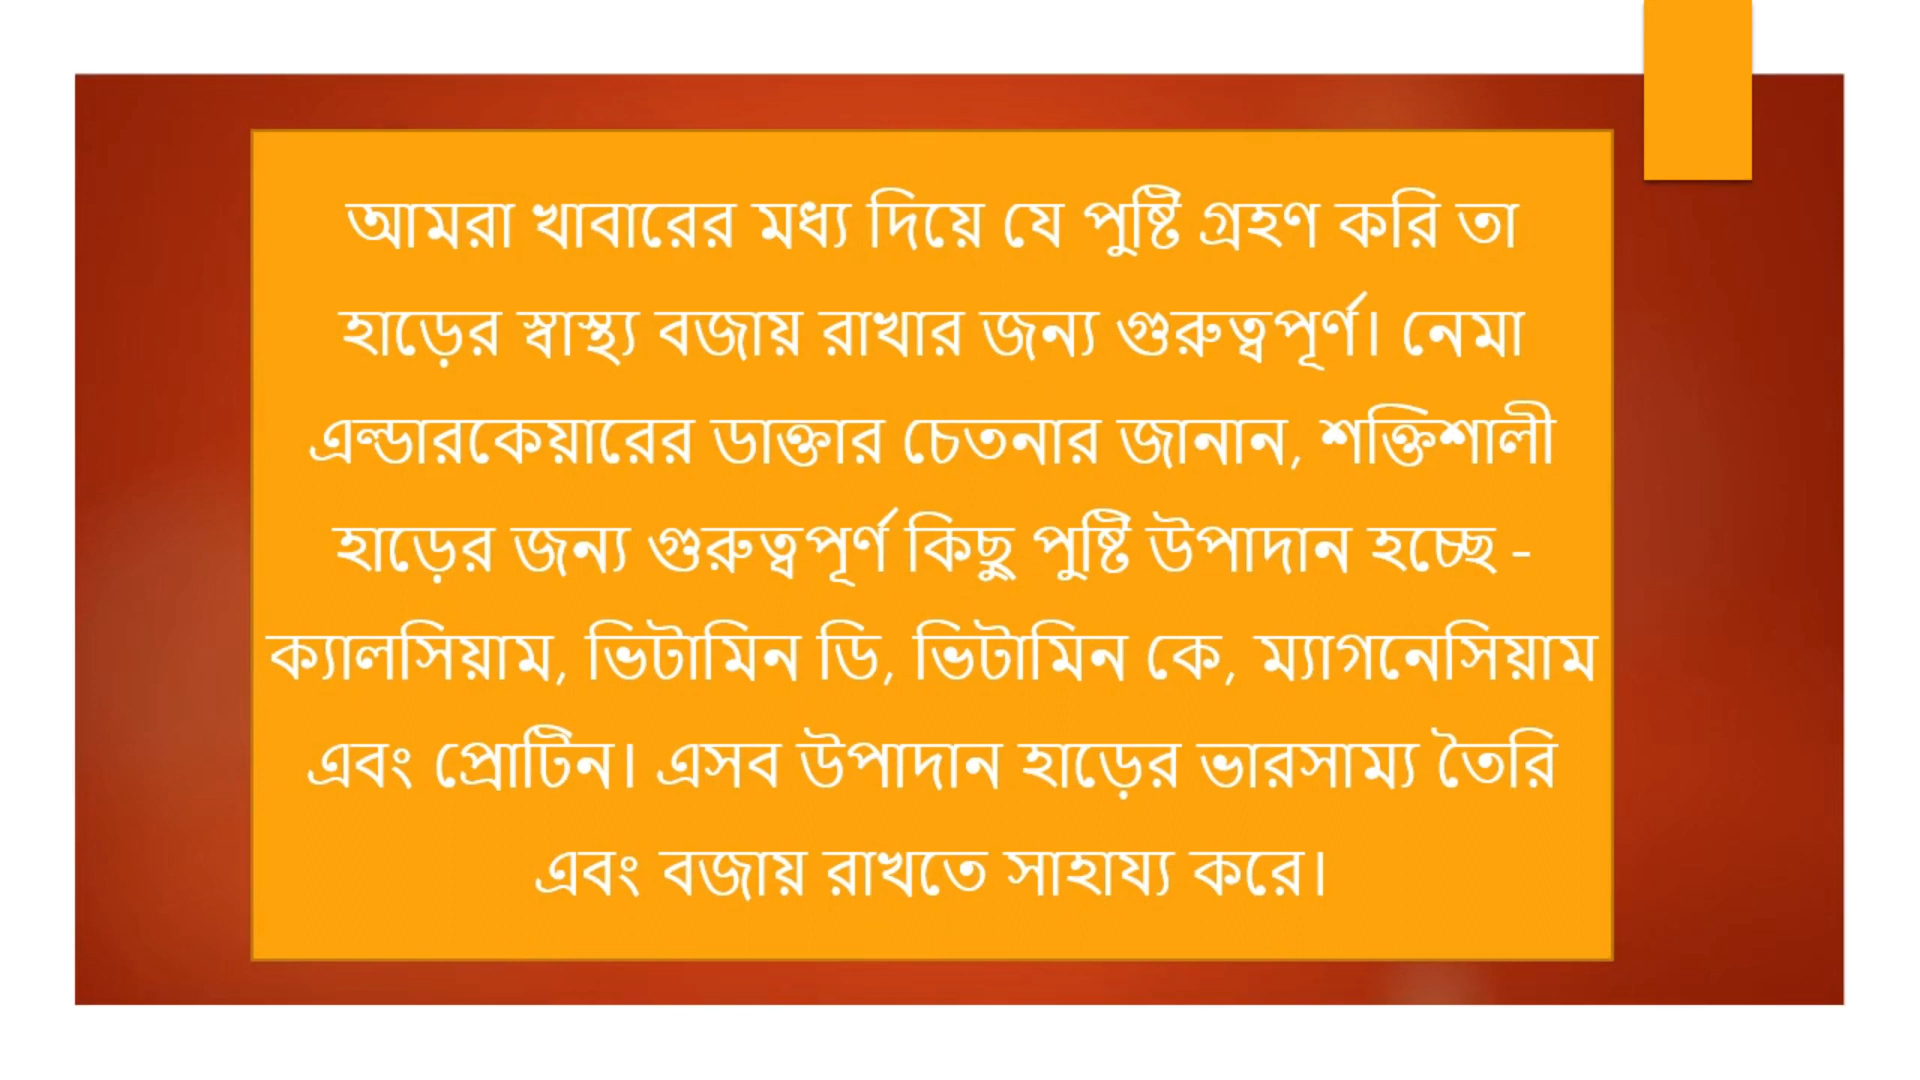 আমরা খাবারের মধ্য দিয়ে যে পুষ্টি গ্রহণ করি তা
হাড়ের স্বাস্থ্য বজায় রাখার জন্য গুরুত্বপূর্ণ। নেমা
এল্ডারকেয়ারের ডাক্তার চেতনার জানান, শক্তিশালী
হাড়ের জন্য গুরুত্বপূর্ণ কিছু পুষ্টি উপাদান হচ্ছে -
ক্যালসিয়াম, ভিটামিন ডি, ভিটামিন কে, ম্যাগনেসিয়াম
এবং প্রোটিন। এসব উপাদান হাড়ের ভারসাম্য তৈরি
এবং বজায় রাখতে সাহায্য করে।